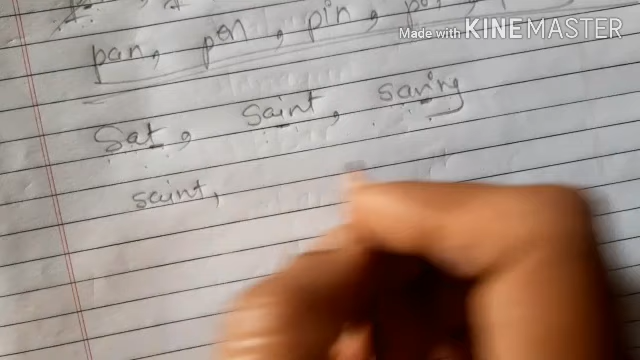 Made with KINEMASTER
pan, pen, pin,
Sat, saint, saving
saint,